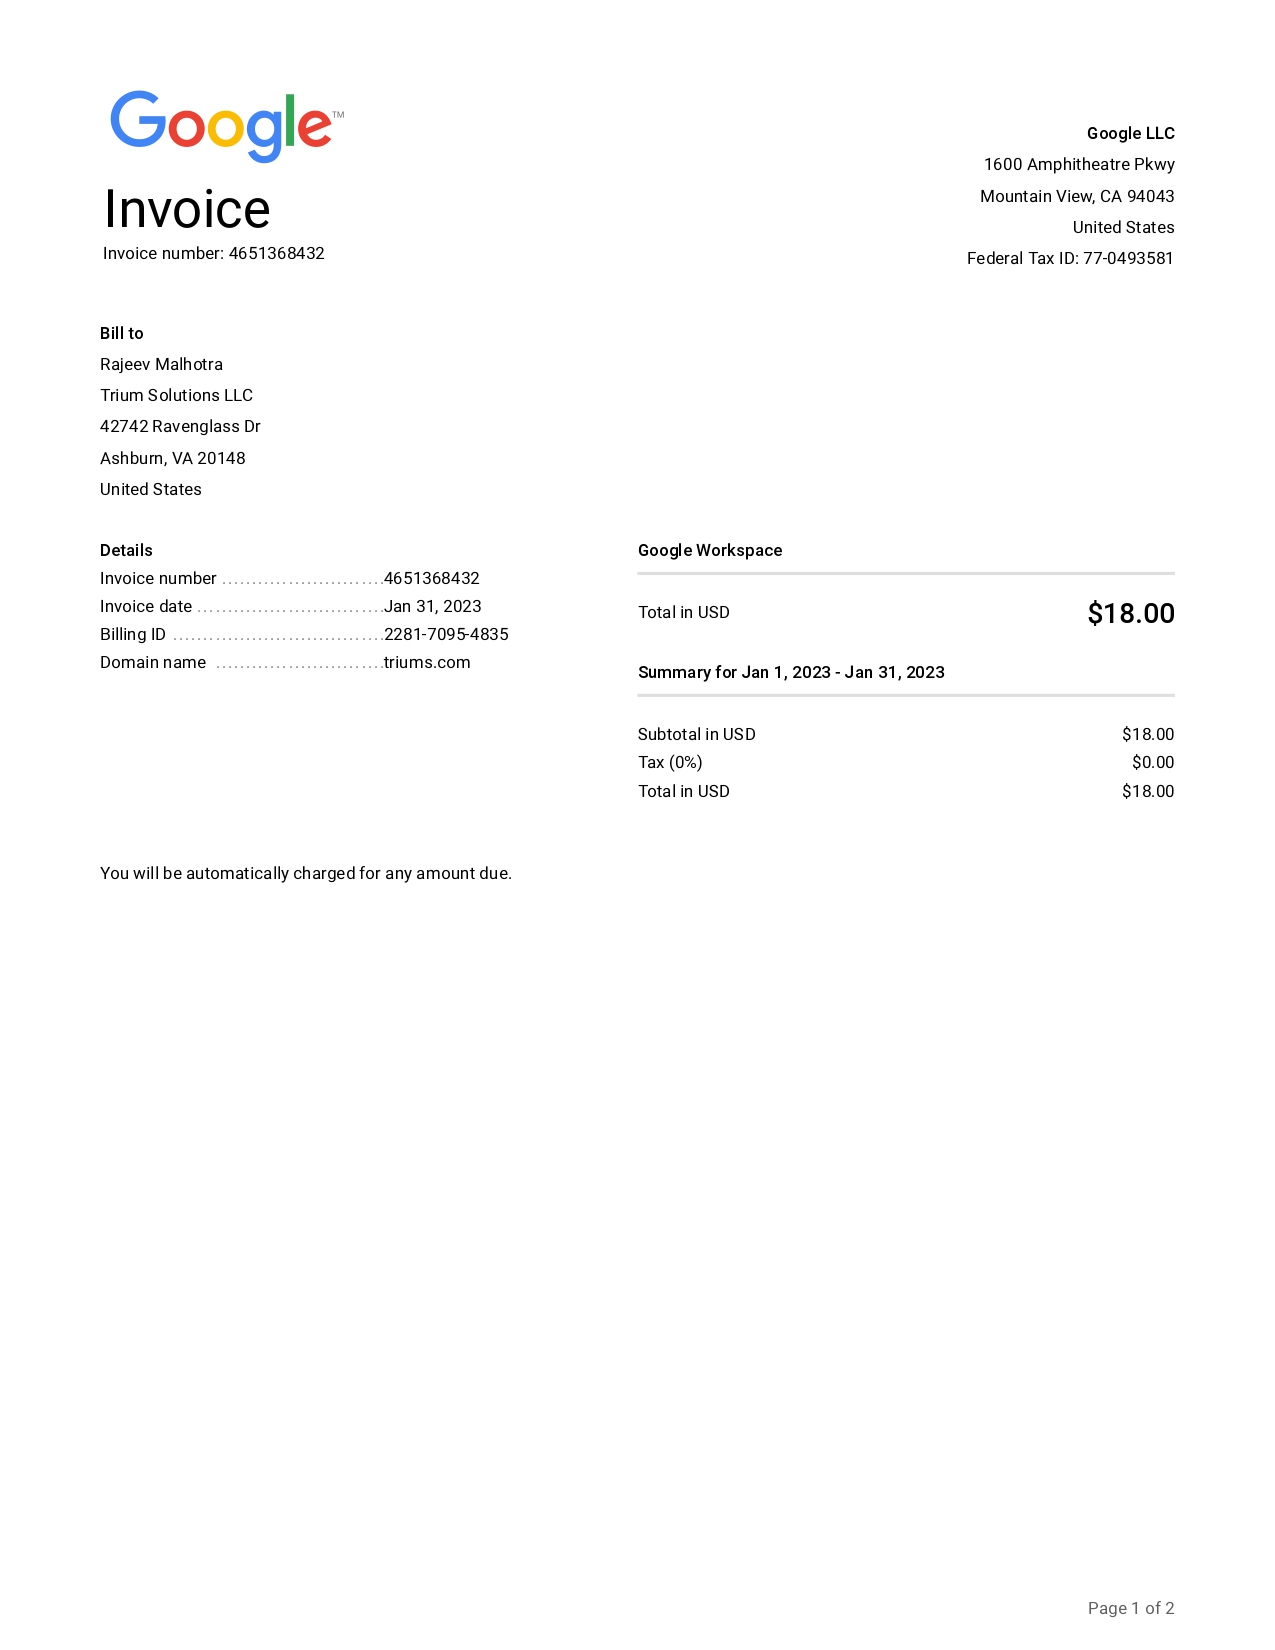 Google™
Google LLC
1600 Amphitheatre Pkwy
Mountain View, CA 94043
United States
Federal Tax ID: 77-0493581
Invoice
Invoice number: 4651368432
Bill to
Rajeev Malhotra
Trium Solutions LLC
42742 Ravenglass Dr
Ashburn, VA 20148
United States
Details
Invoice number ...........................4651368432
Invoice date ...............................Jan 31, 2023
Billing ID ...................................2281-7095-4835
Domain name ............................triums.com
Google Workspace
Total in USD $18.00
Summary for Jan 1, 2023 - Jan 31, 2023
Subtotal in USD $18.00
Tax (0%) $0.00
Total in USD $18.00
You will be automatically charged for any amount due.
Page 1 of 2